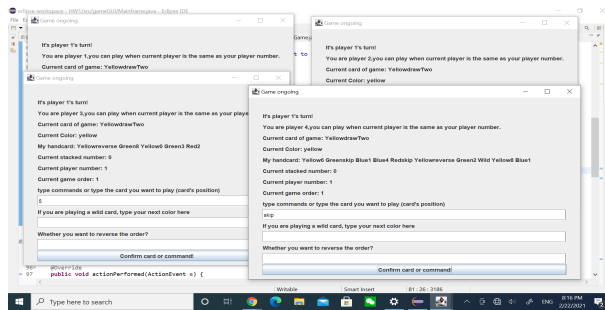 eclipse-workspace - HW1/src/gameGUI/Mainframe.java - Eclipse IDE
File
Game ongoing
It's player 1's turn!
You are player 1,you can play when current player is the same as your player number.
Current card of game: YellowdrawTwo
Game ongoing
It's player 1's turn!
You are player 2,you can play when current player is the same as your player number.
Current card of game: YellowdrawTwo
Current Color: yellow
Game ongoing
It's player 1's turn!
You are player 3,you can play when current player is the same as your playe
Current card of game: YellowdrawTwo
Current Color: yellow
My handcard: Yellowreverse Green8 Yellow0 Green3 Red2
Current stacked number: 0
Current player number: 1
Current game order: 1
type commands or type the card you want to play (card's position)
5
If you are playing a wild card, type your next color here
Whether you want to reverse the order?
Confirm card or command!
Game ongoing
It's player 1's turn!
You are player 4,you can play when current player is the same as your player number.
Current card of game: YellowdrawTwo
Current Color: yellow
My handcard: Yellow6 Greenskip Blue1 Blue4 Redskip Yellowreverse Green2 Wild Yellow8 Blue1
Current stacked number: 0
Current player number: 1
Current game order: 1
type commands or type the card you want to play (card's position)
skip
If you are playing a wild card, type your next color here
Whether you want to reverse the order?
Confirm card or command!
96 @Override
97 public void actionPerformed(ActionEvent e) {
Writable Smart Insert 81 : 26 : 3186
Type here to search
ENG 8:16 PM
2/22/2021